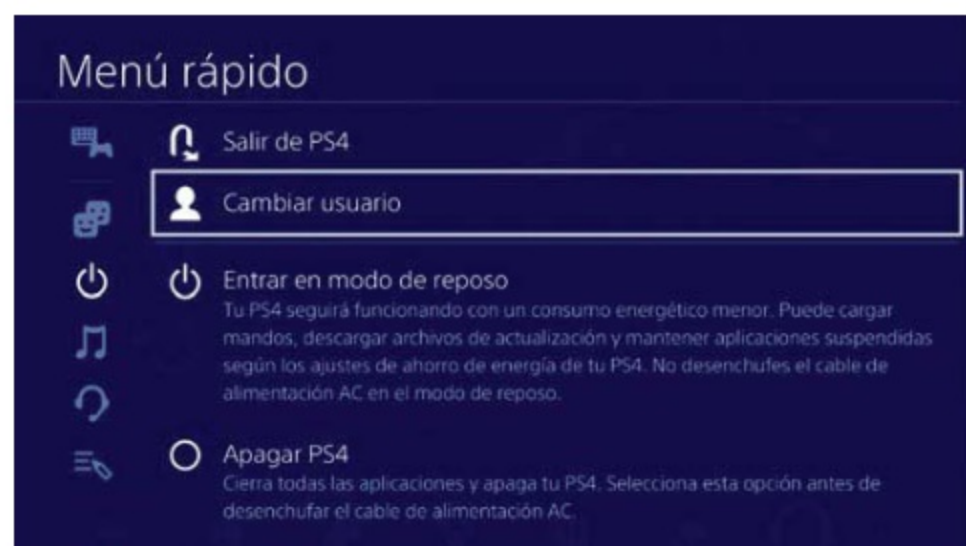 Menú rápido
Salir de PS4
Cambiar usuario
Entrar en modo de reposo
Tu PS4 seguirá funcionando con un consumo energético menor. Puede cargar
mandos, descargar archivos de actualización y mantener aplicaciones suspendidas
según los ajustes de ahorro de energía de tu PS4. No desenchufes el cable de
alimentación AC en el modo de reposo.
Apagar PS4
Cierra todas las aplicaciones y apaga tu PS4. Selecciona esta opción antes de
desenchufar el cable de alimentación AC.